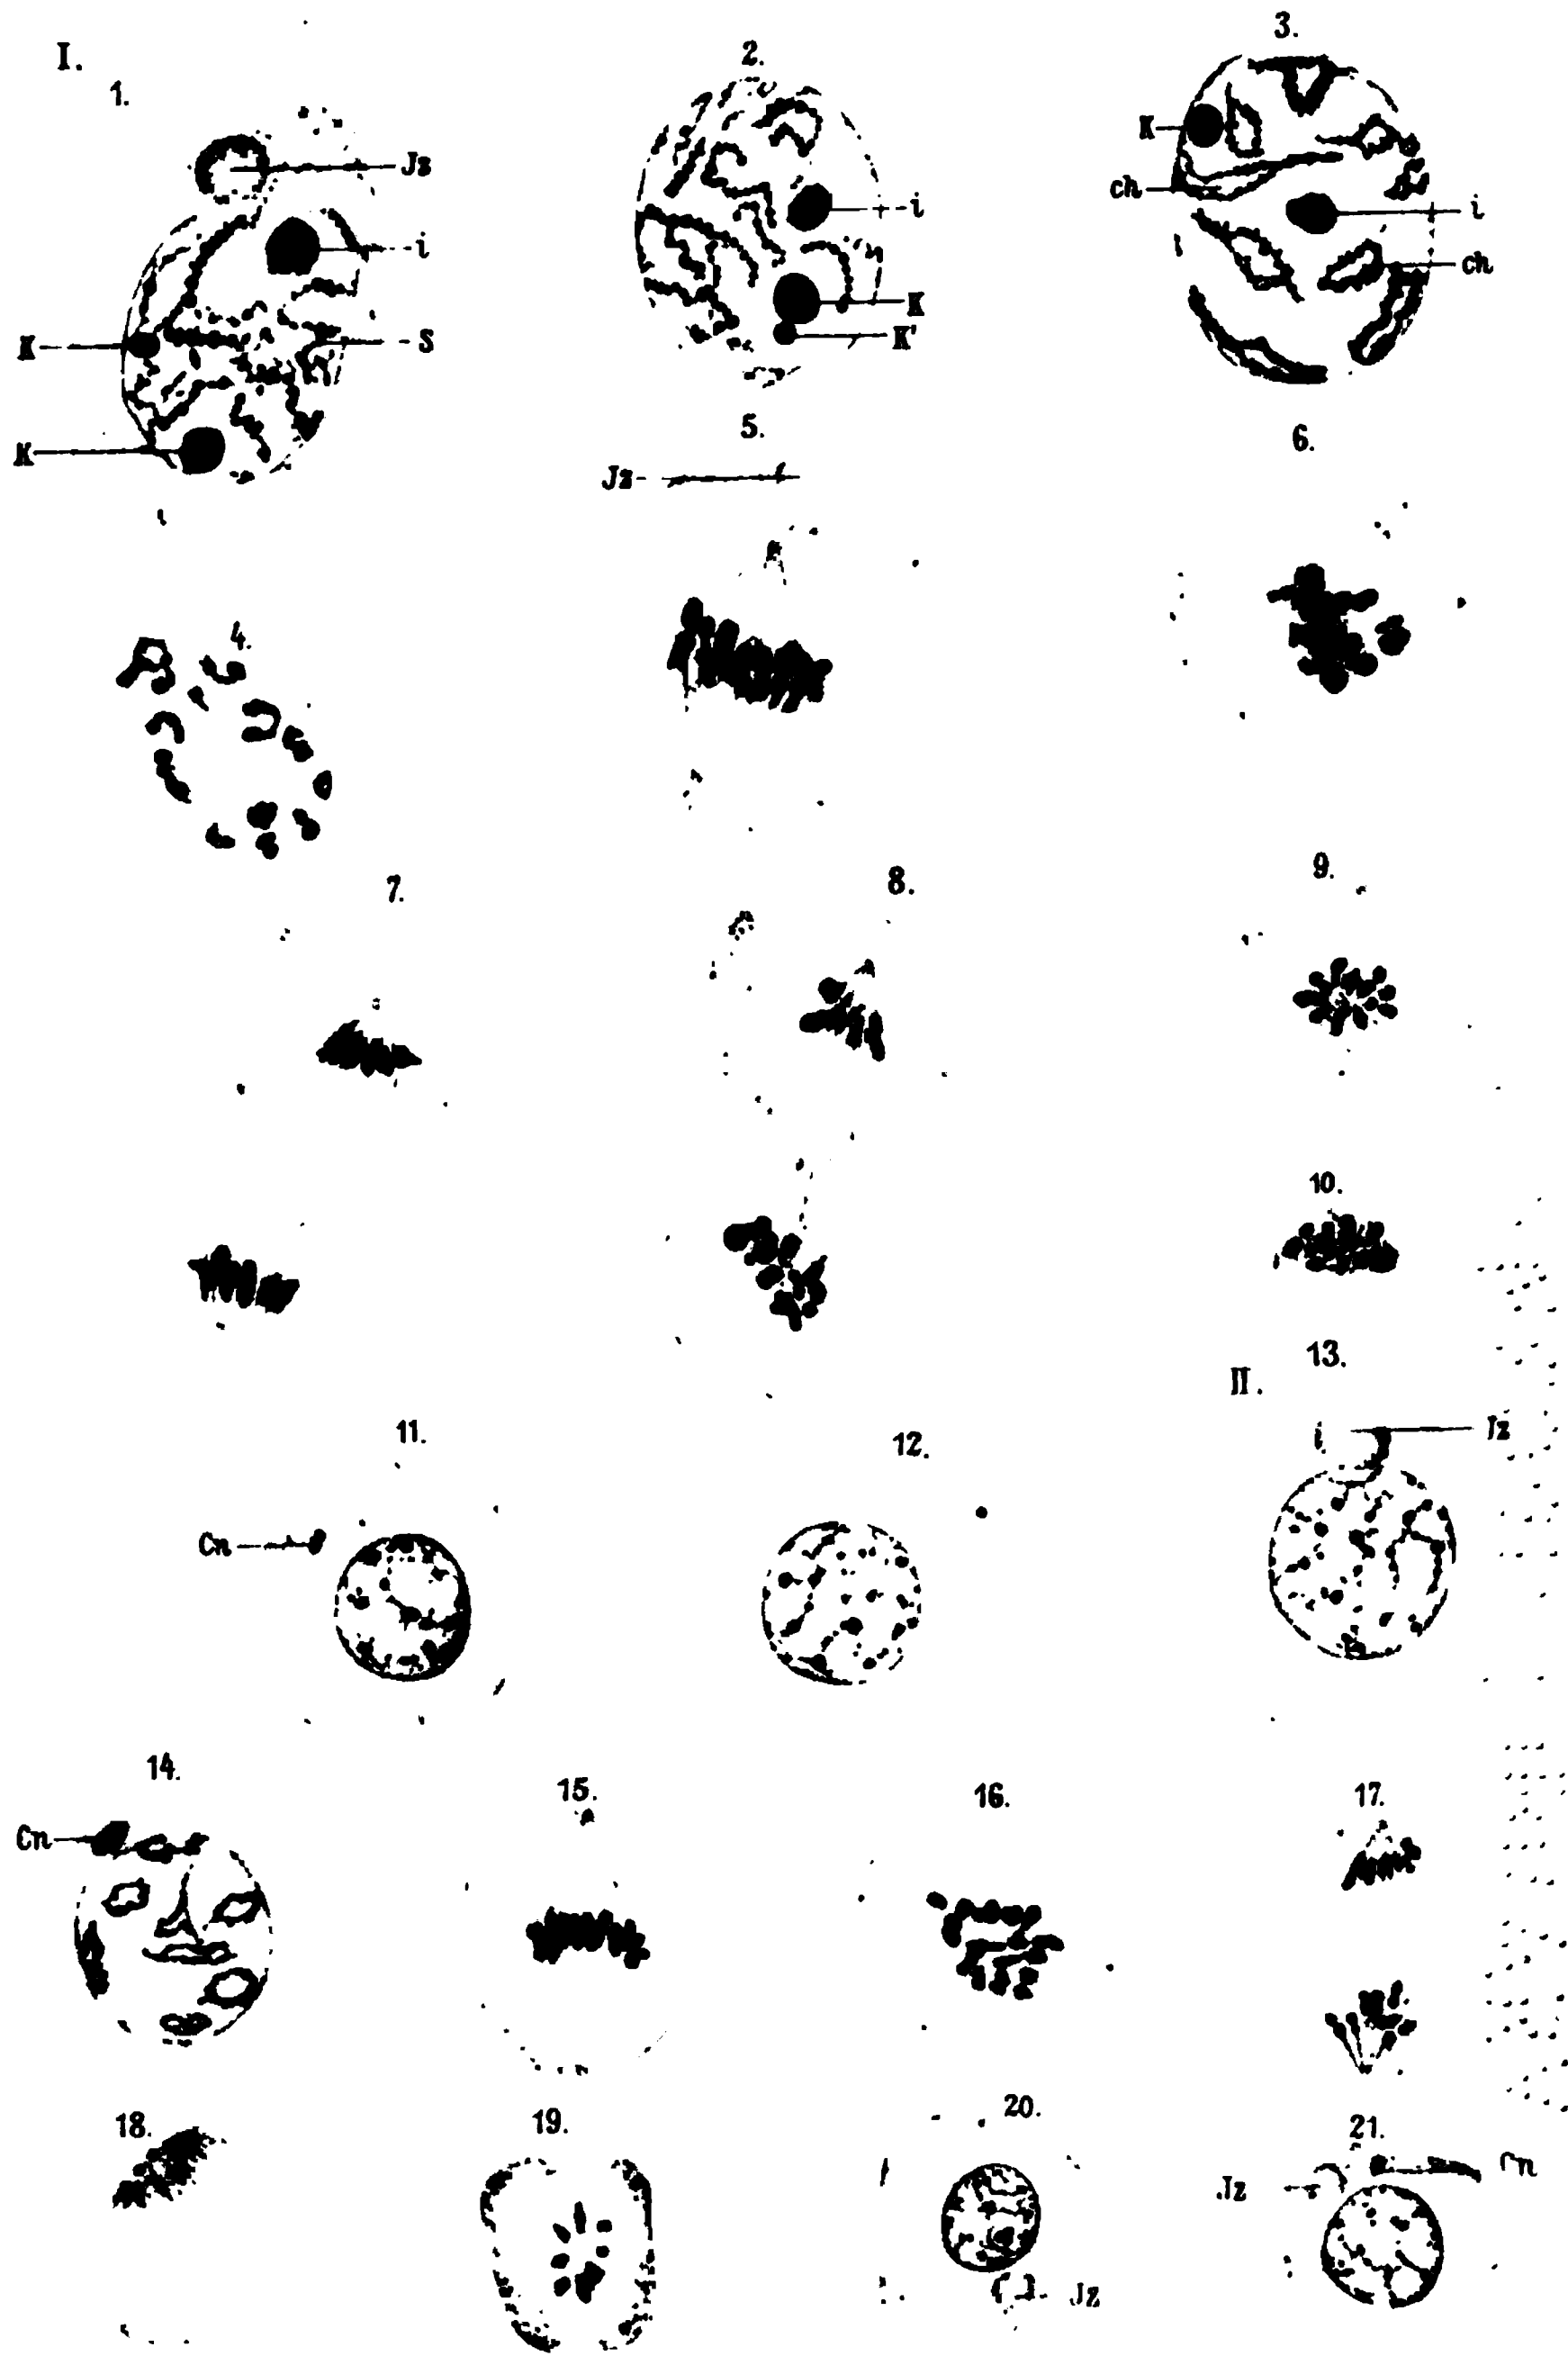 I.
1.
2.
3.
Jz
i
K
S
K
i
K
K'
K
ch
i
ch
4.
5.
Jz
6.
7.
8.
9.
10.
11.
Cn
12.
II.
13.
i
Jz
14.
Cn
15.
16.
17.
18.
19.
20.
Jz
21.
Jz
Cn